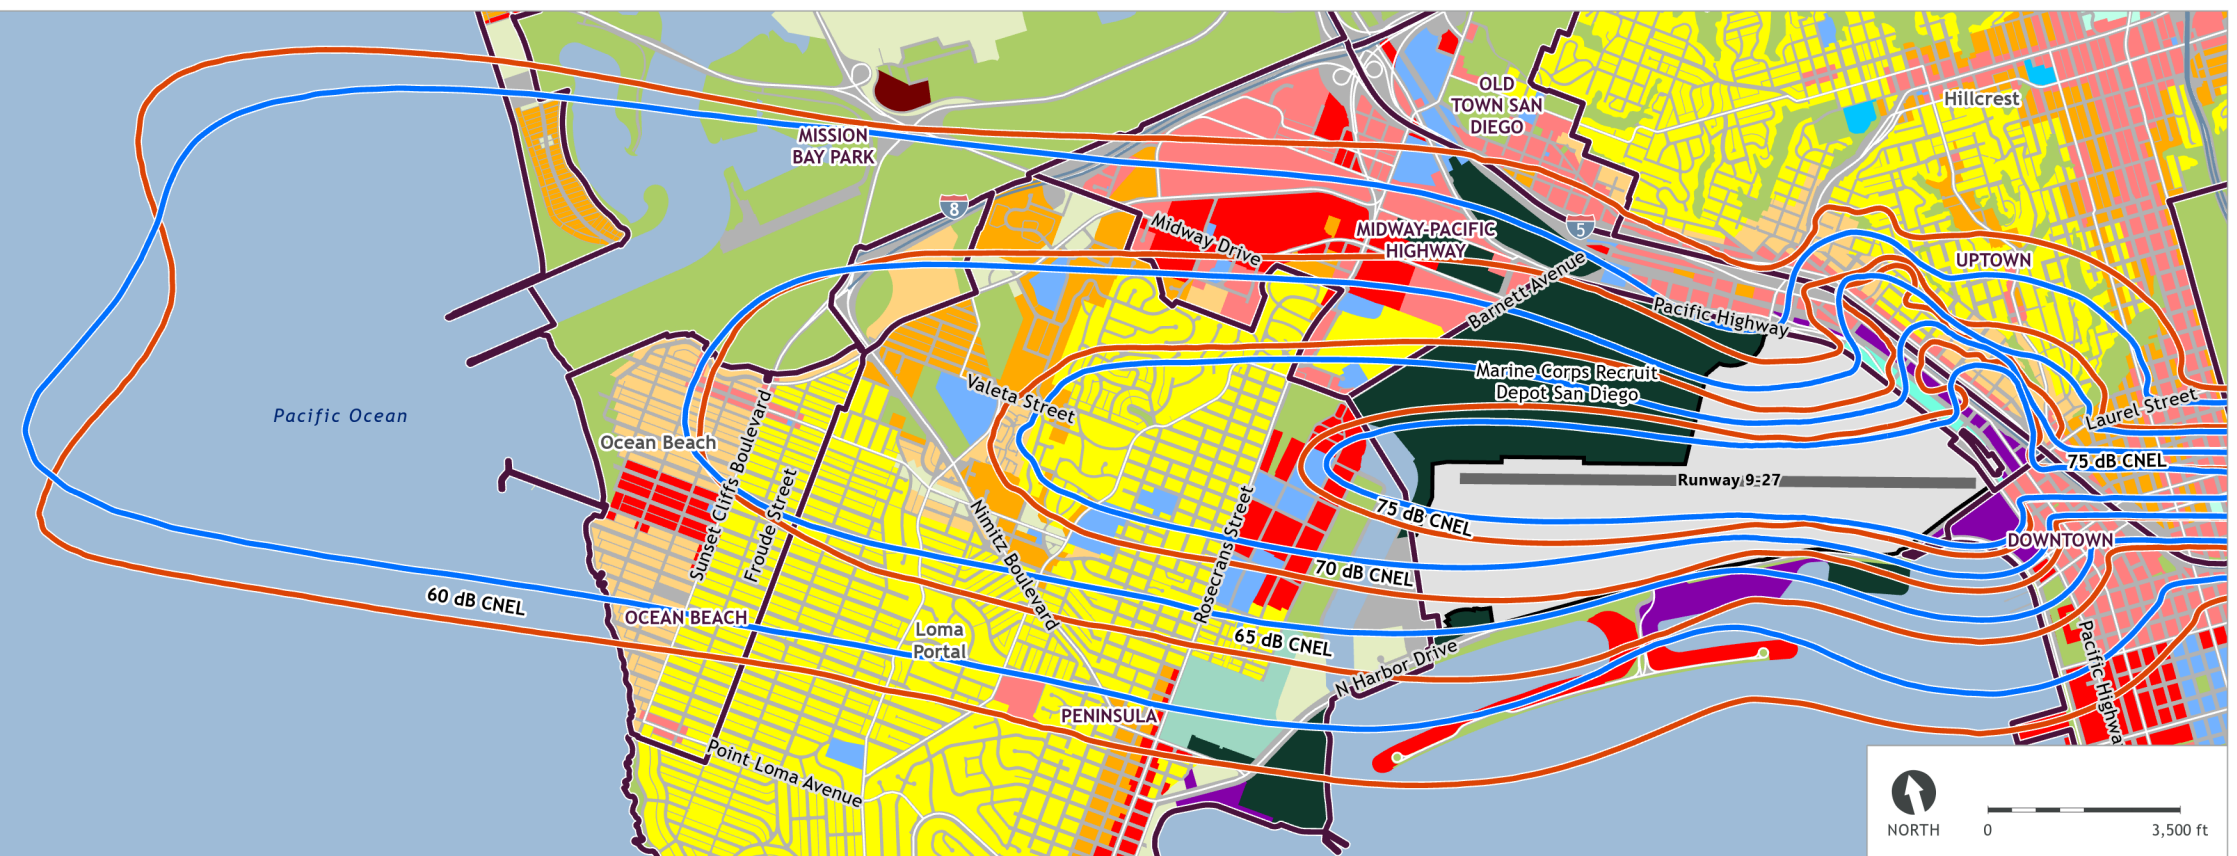 OLD
TOWN SAN
DIEGO
Hillcrest
MISSION
BAY PARK
8
Midway Drive
MIDWAY-PACIFIC
HIGHWAY
5
UPTOWN
Barnett Avenue
Pacific Highway
Marine Corps Recruit
Depot San Diego
Valeta Street
Laurel Street
Pacific Ocean
Ocean Beach
Sunset Cliffs Boulevard
Froude Street
75 dB CNEL
Runway 9-27
75 dB CNEL
Nimitz Boulevard
Rosecrans Street
DOWNTOWN
70 dB CNEL
60 dB CNEL
OCEAN BEACH
Loma
Portal
65 dB CNEL
N Harbor Drive
Pacific Highwa
PENINSULA
Point Loma Avenue
NORTH
0
3,500 ft